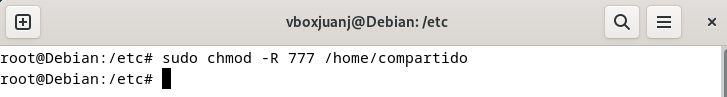 vboxjuanj@Debian: /etc
root@Debian:/etc# sudo chmod -R 777 /home/compartido
root@Debian:/etc#